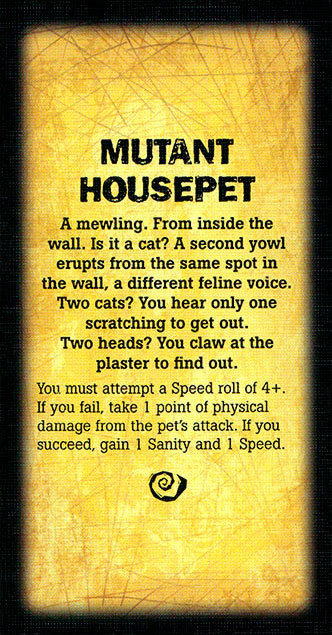 MUTANT
HOUSEPET
A mewling. From inside the
wall. Is it a cat? A second yowl
erupts from the same spot in
the wall, a different feline voice.
Two cats? You hear only one
scratching to get out.
Two heads? You claw at the
plaster to find out.
You must attempt a Speed roll of 4+.
If you fail, take 1 point of physical
damage from the pet's attack. If you
succeed, gain 1 Sanity and 1 Speed.